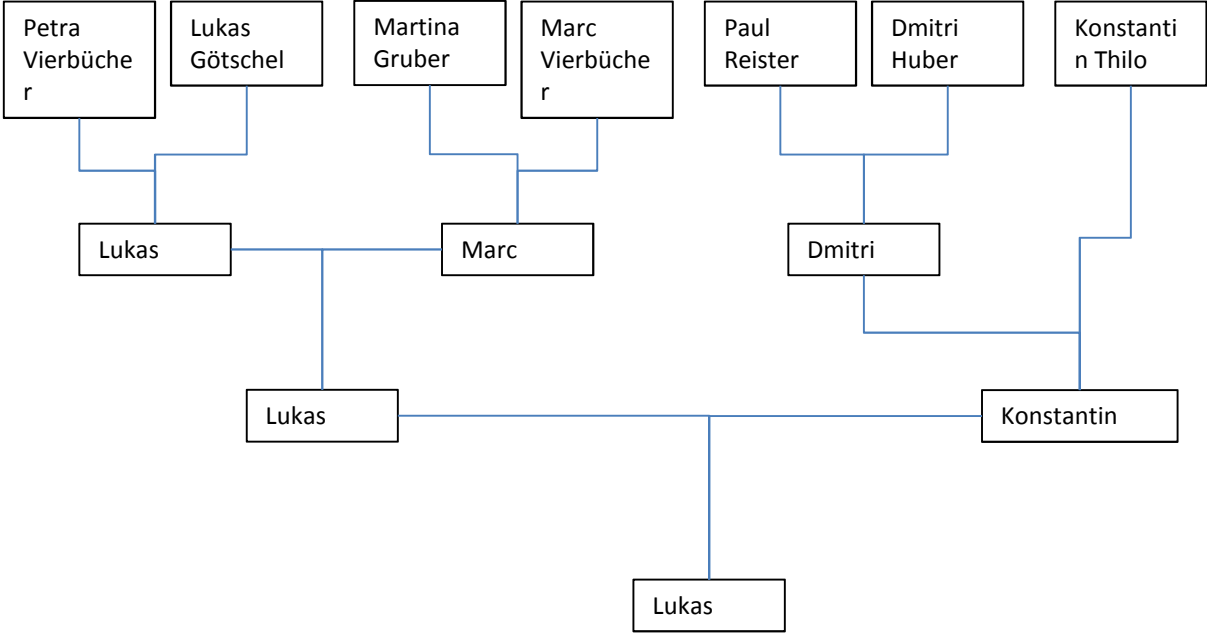 Petra
Vierbüche
r
Lukas
Götschel
Martina
Gruber
Marc
Vierbüche
r
Paul
Reister
Dmitri
Huber
Konstanti
n Thilo
Lukas
Marc
Dmitri
Lukas
Konstantin
Lukas